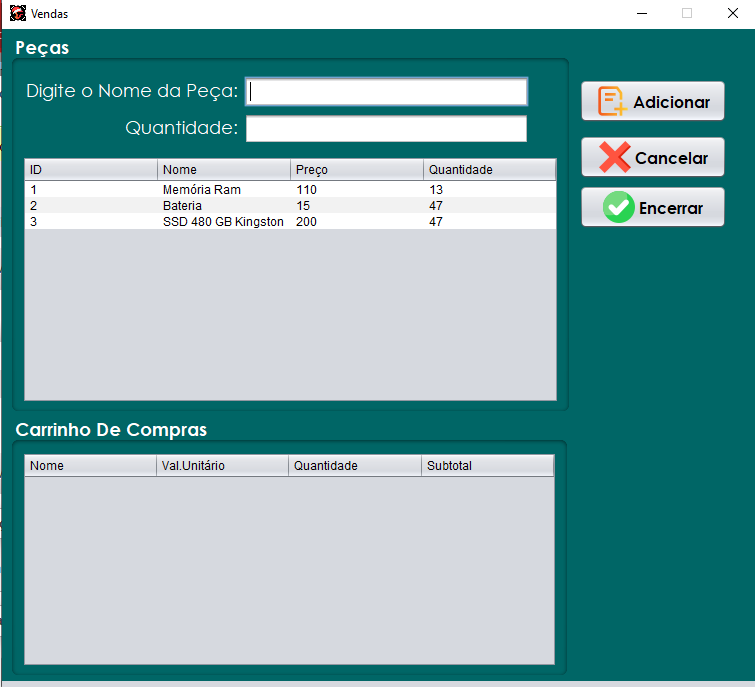 Vendas
Peças
Digite o Nome da Peça:
Quantidade:
Adicionar
Cancelar
Encerrar
ID Nome Preço Quantidade
1 Memória Ram 110 13
2 Bateria 15 47
3 SSD 480 GB Kingston 200 47
Carrinho De Compras
Nome Val.Unitário Quantidade Subtotal